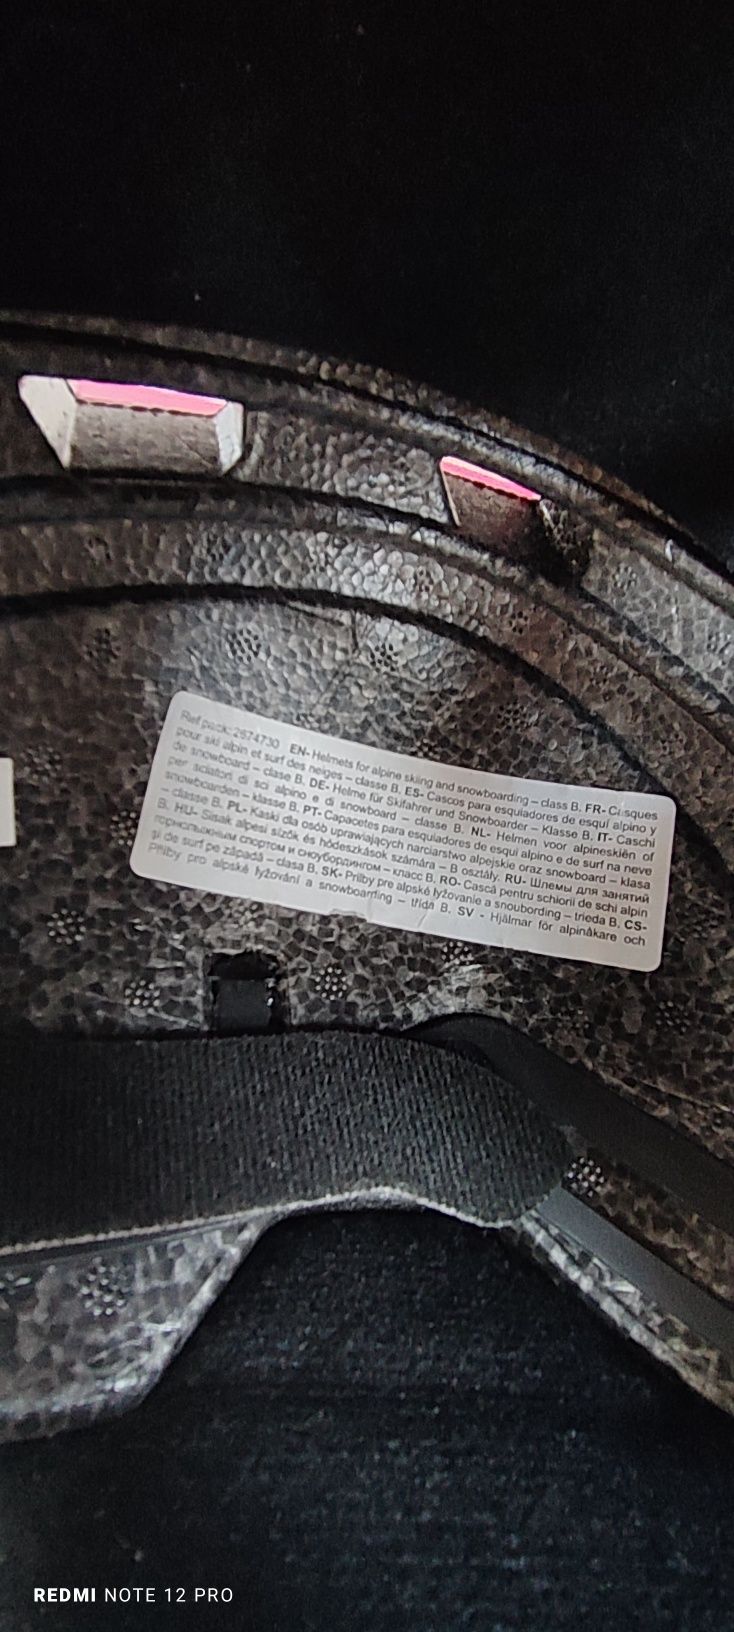 Ref pack: 2674730 EN- Helmets for alpine skiing and snowboarding – class B. FR- Casques
pour ski alpin et surf des neiges – classe B. ES- Cascos para esquiadores de esquí alpino y
de snowboard – clase B. DE- Helme für Skifahrer und Snowboarder – Klasse B. IT- Caschi
per sciatori di sci alpino e di snowboard – classe B. NL- Helmen voor alpineskiën of
snowboarden – klasse B. PT- Capacetes para esquiadores de esqui alpino e de surf na neve
– classe B. PL- Kaski dla osób uprawiających narciarstwo alpejskie oraz snowboard – klasa
B. HU- Sisak alpesi sízők és hódeszkások számára – B osztály. RU- Шлемы для занятий
горнолыжным спортом и сноубордингом – класс B. RO- Cască pentru schiorii de schi alpin
și de surf pe zăpadă – clasa B. SK- Prilby pre alpské lyžovanie a snoubording – trieda B. CS-
Přilby pro alpské lyžování a snowboarding – třída B. SV - Hjälmar för alpinåkare och
REDMI NOTE 12 PRO